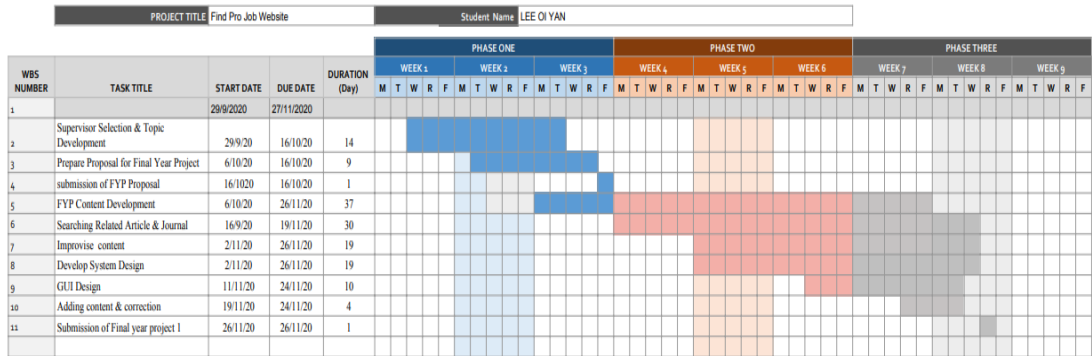 PROJECT TITLE Find Pro Job Website Student Name LEE OI YAN
PHASE ONE PHASE TWO PHASE THREE
WBS NUMBER TASK TITLE START DATE DUE DATE DURATION (Day) WEEK 1 WEEK 2 WEEK 3 WEEK 4 WEEK 5 WEEK 6 WEEK 7 WEEK 8 WEEK 9
M T W R F M T W R F M T W R F M T W R F M T W R F M T W R F M T W R F M T W R F M T W R F
1 29/9/2020 27/11/2020
2 Supervisor Selection & Topic
Development 29/9/20 16/10/20 14
3 Prepare Proposal for Final Year Project 6/10/20 16/10/20 9
4 submission of FYP Proposal 16/1020 16/10/20 1
5 FYP Content Development 6/10/20 26/11/20 37
6 Searching Related Article & Journal 16/9/20 19/11/20 30
7 Improvise content 2/11/20 26/11/20 19
8 Develop System Design 2/11/20 26/11/20 19
9 GUI Design 11/11/20 24/11/20 10
10 Adding content & correction 19/11/20 24/11/20 4
11 Submission of Final year project 1 26/11/20 26/11/20 1